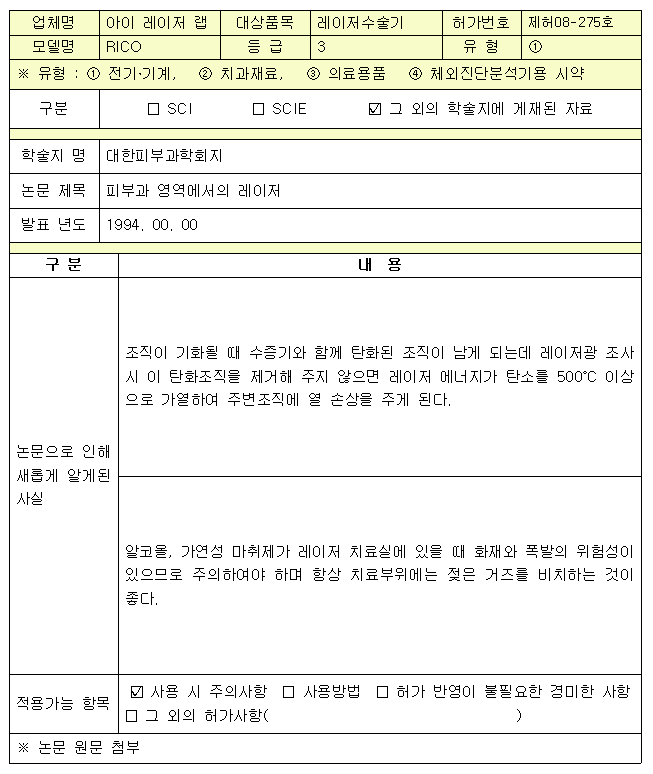 업체명 아이 레이저 랩 대상품목 레이저수술기 허가번호 제허08-275호
모델명 RICO 등 급 3 유 형 ①
※ 유형 : ① 전기·기계, ② 치과재료, ③ 의료용품 ④ 체외진단분석기용 시약
구분 □ SCI □ SCIE ☑ 그 외의 학술지에 게재된 자료
학술지 명 대한피부과학회지
논문 제목 피부과 영역에서의 레이저
발표 년도 1994. 00. 00
구 분 내 용
논문으로 인해
새롭게 알게된
사실
조직이 기화될 때 수증기와 함께 탄화된 조직이 남게 되는데 레이저광 조사
시 이 탄화조직을 제거해 주지 않으면 레이저 에너지가 탄소를 500℃ 이상
으로 가열하여 주변조직에 열 손상을 주게 된다.
알코올, 가연성 마취제가 레이저 치료실에 있을 때 화재와 폭발의 위험성이
있으므로 주의하여야 하며 항상 치료부위에는 젖은 거즈를 비치하는 것이
좋다.
적용가능 항목 ☑ 사용 시 주의사항 □ 사용방법 □ 허가 반영이 불필요한 경미한 사항
□ 그 외의 허가사항( )
※ 논문 원문 첨부